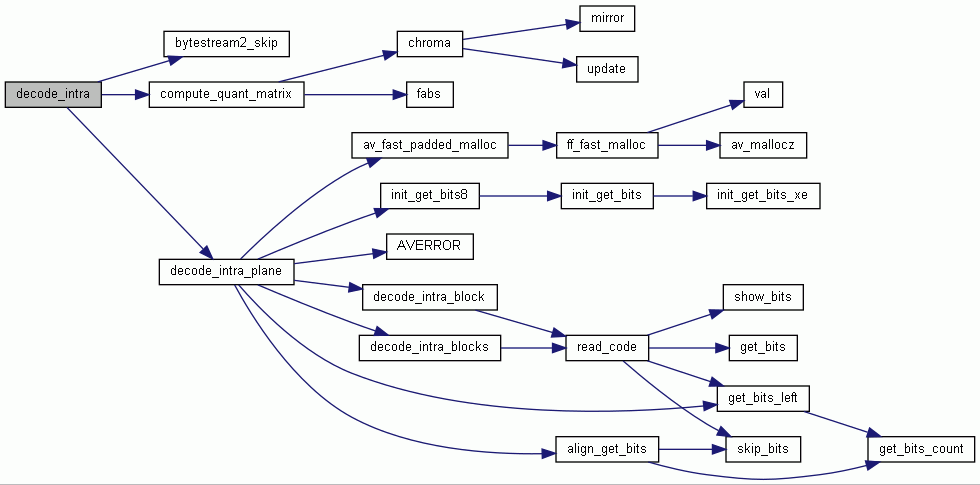 mirror
bytestream2_skip
chroma
update
decode_intra
compute_quant_matrix
fabs
val
av_fast_padded_malloc
ff_fast_malloc
av_mallocz
init_get_bits8
init_get_bits
init_get_bits_xe
AVERROR
decode_intra_plane
decode_intra_block
show_bits
decode_intra_blocks
read_code
get_bits
get_bits_left
align_get_bits
skip_bits
get_bits_count